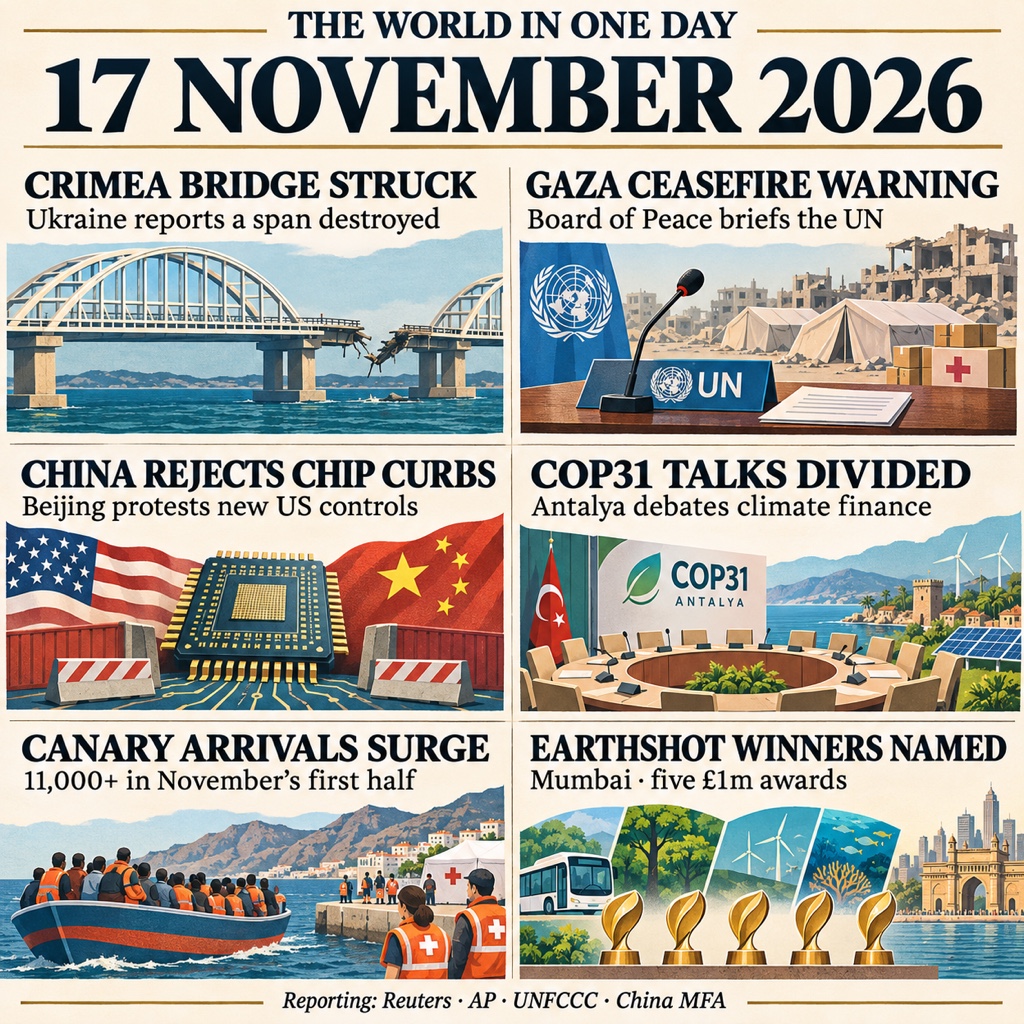 THE WORLD IN ONE DAY
17 NOVEMBER 2026
CRIMEA BRIDGE STRUCK
Ukraine reports a span destroyed
GAZA CEASEFIRE WARNING
Board of Peace briefs the UN
UN
CHINA REJECTS CHIP CURBS
Beijing protests new US controls
COP31 TALKS DIVIDED
Antalya debates climate finance
COP31
ANTALYA
CANARY ARRIVALS SURGE
11,000+ in November’s first half
EARTHSHOT WINNERS NAMED
Mumbai · five £1m awards
Reporting: Reuters · AP · UNFCCC · China MFA